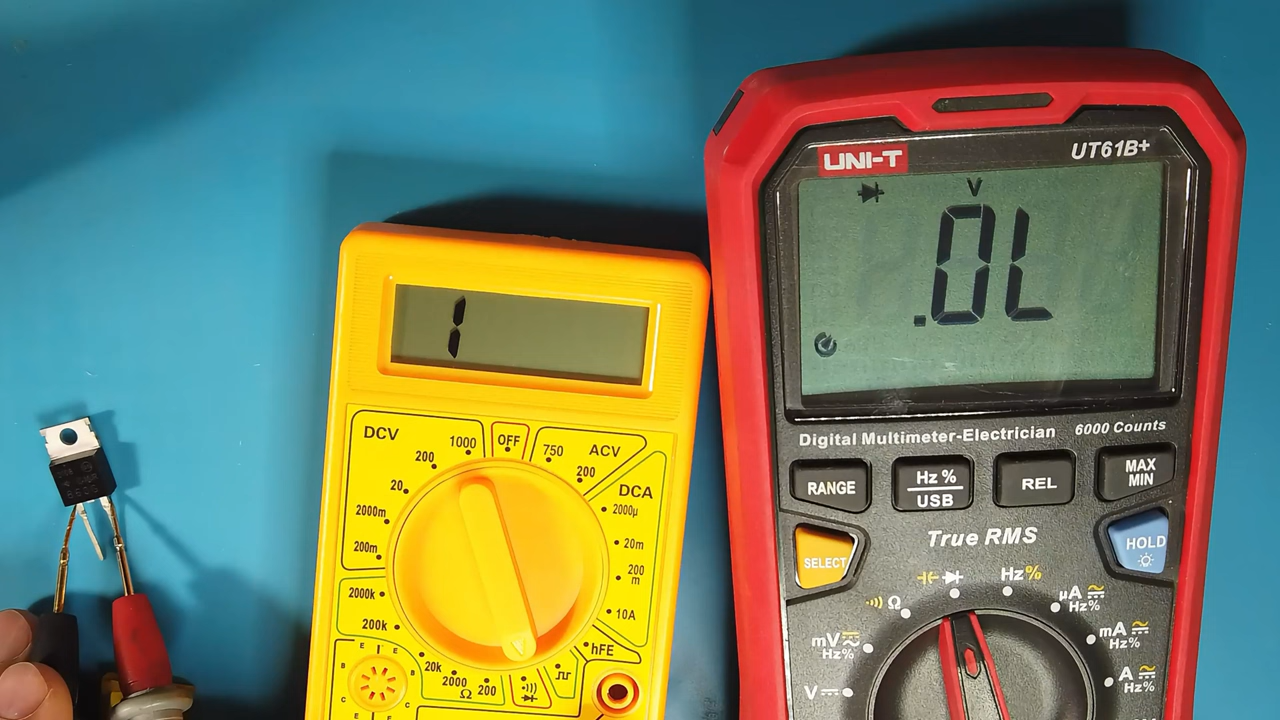 1
DCV
1000
OFF
750
ACV
200
200
20
DCA
2000m
2000µ
200m
20m
200
m
2000k
10A
200k
hFE
20k
2000
Ω
200
E
E
E
B
C
UNI-T
UT61B+
V
.0L
Digital Multimeter-Electrician
6000 Counts
RANGE
Hz %
USB
REL
MAX
MIN
True RMS
SELECT
HOLD
Hz%
Ω
µA
Hz%
mV
Hz%
mA
Hz%
V
A
Hz%